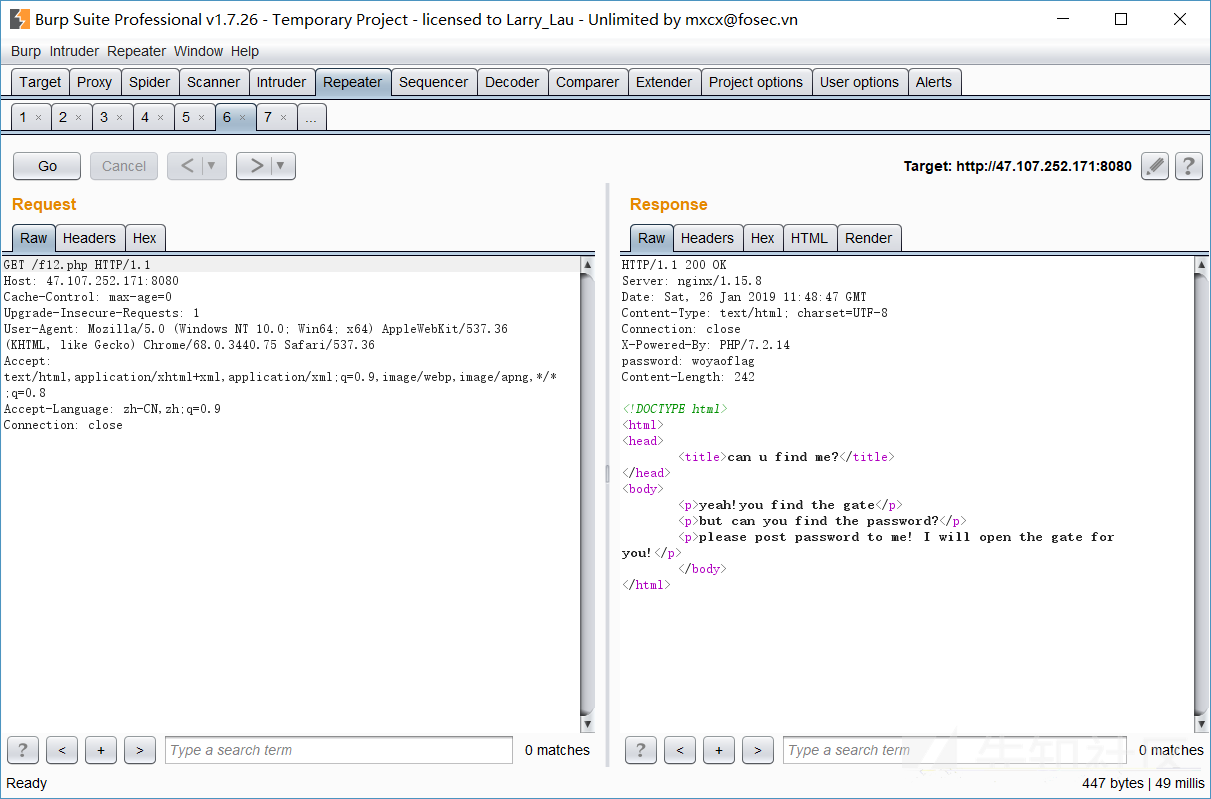 Burp Suite Professional v1.7.26 - Temporary Project - licensed to Larry_Lau - Unlimited by mxcx@fosec.vn
Burp Intruder Repeater Window Help
Target Proxy Spider Scanner Intruder Repeater Sequencer Decoder Comparer Extender Project options User options Alerts
1 × 2 × 3 × 4 × 5 × 6 × 7 × ...
Go Cancel < ▼ > ▼ Target: http://47.107.252.171:8080 ?
Request
Raw Headers Hex
GET /f12.php HTTP/1.1
Host: 47.107.252.171:8080
Cache-Control: max-age=0
Upgrade-Insecure-Requests: 1
User-Agent: Mozilla/5.0 (Windows NT 10.0; Win64; x64) AppleWebKit/537.36
(KHTML, like Gecko) Chrome/68.0.3440.75 Safari/537.36
Accept:
text/html,application/xhtml+xml,application/xml;q=0.9,image/webp,image/apng,*/*
;q=0.8
Accept-Language: zh-CN,zh;q=0.9
Connection: close
? < + > Type a search term 0 matches
Response
Raw Headers Hex HTML Render
HTTP/1.1 200 OK
Server: nginx/1.15.8
Date: Sat, 26 Jan 2019 11:48:47 GMT
Content-Type: text/html; charset=UTF-8
Connection: close
X-Powered-By: PHP/7.2.14
password: woyaoflag
Content-Length: 242
<!DOCTYPE html>
<html>
<head>
<title>can u find me?</title>
</head>
<body>
<p>yeah!you find the gate</p>
<p>but can you find the password?</p>
<p>please post password to me! I will open the gate for
you!</p>
</body>
</html>
? < + > Type a search term 0 matches
先知社区
Ready 447 bytes | 49 millis